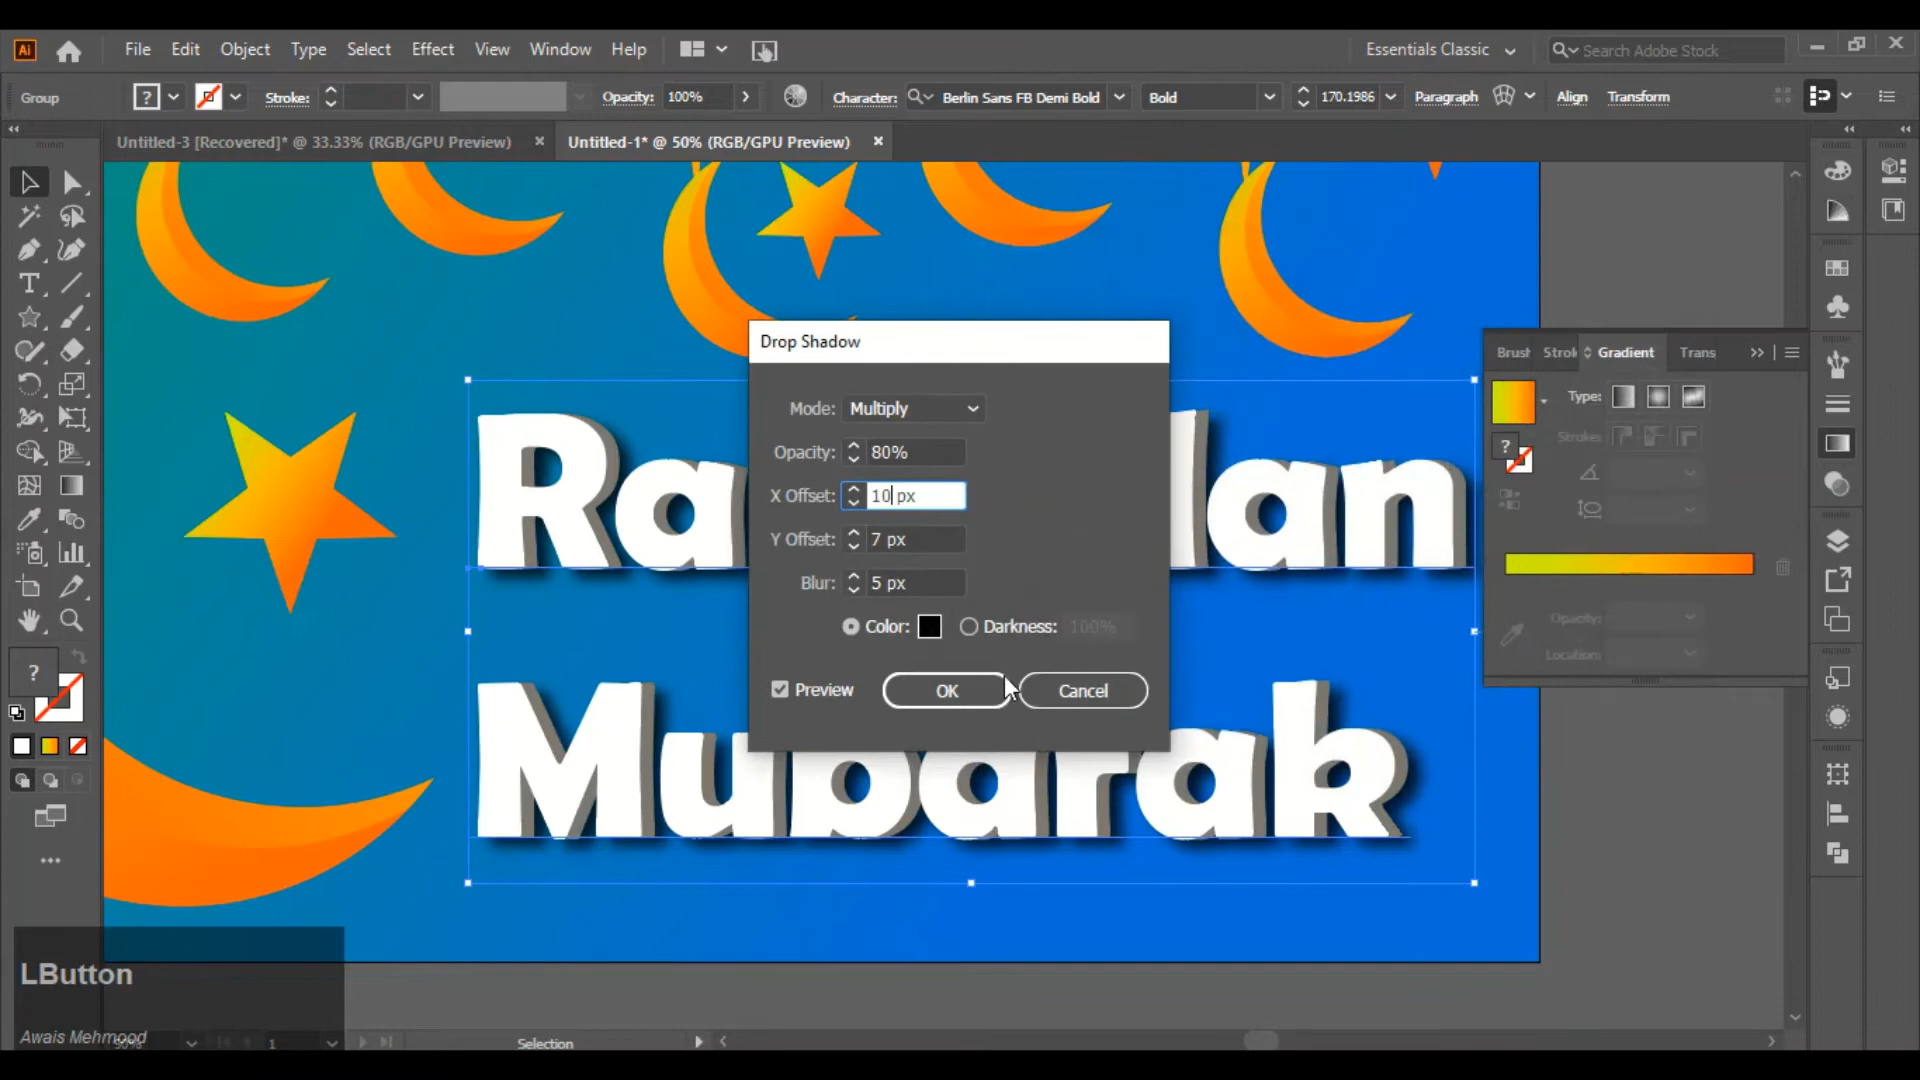 Ai File Edit Object Type Select Effect View Window Help Essentials Classic Search Adobe Stock
Group ? Stroke: Opacity: 100% Character: Berlin Sans FB Demi Bold Bold 170.1986 Paragraph Align Transform
Untitled-3 [Recovered]* @ 33.33% (RGB/GPU Preview) Untitled-1* @ 50% (RGB/GPU Preview)
Drop Shadow
Mode: Multiply
Opacity: 80%
X Offset: 10 px
Y Offset: 7 px
Blur: 5 px
Color: Darkness: 100%
Preview OK Cancel
Ra lan
Mubarak
Brush Strok Gradient Trans
Type:
Stroke:
?
Opacity:
Location:
?
LButton
Awais Mehmood
50% 1 Selection